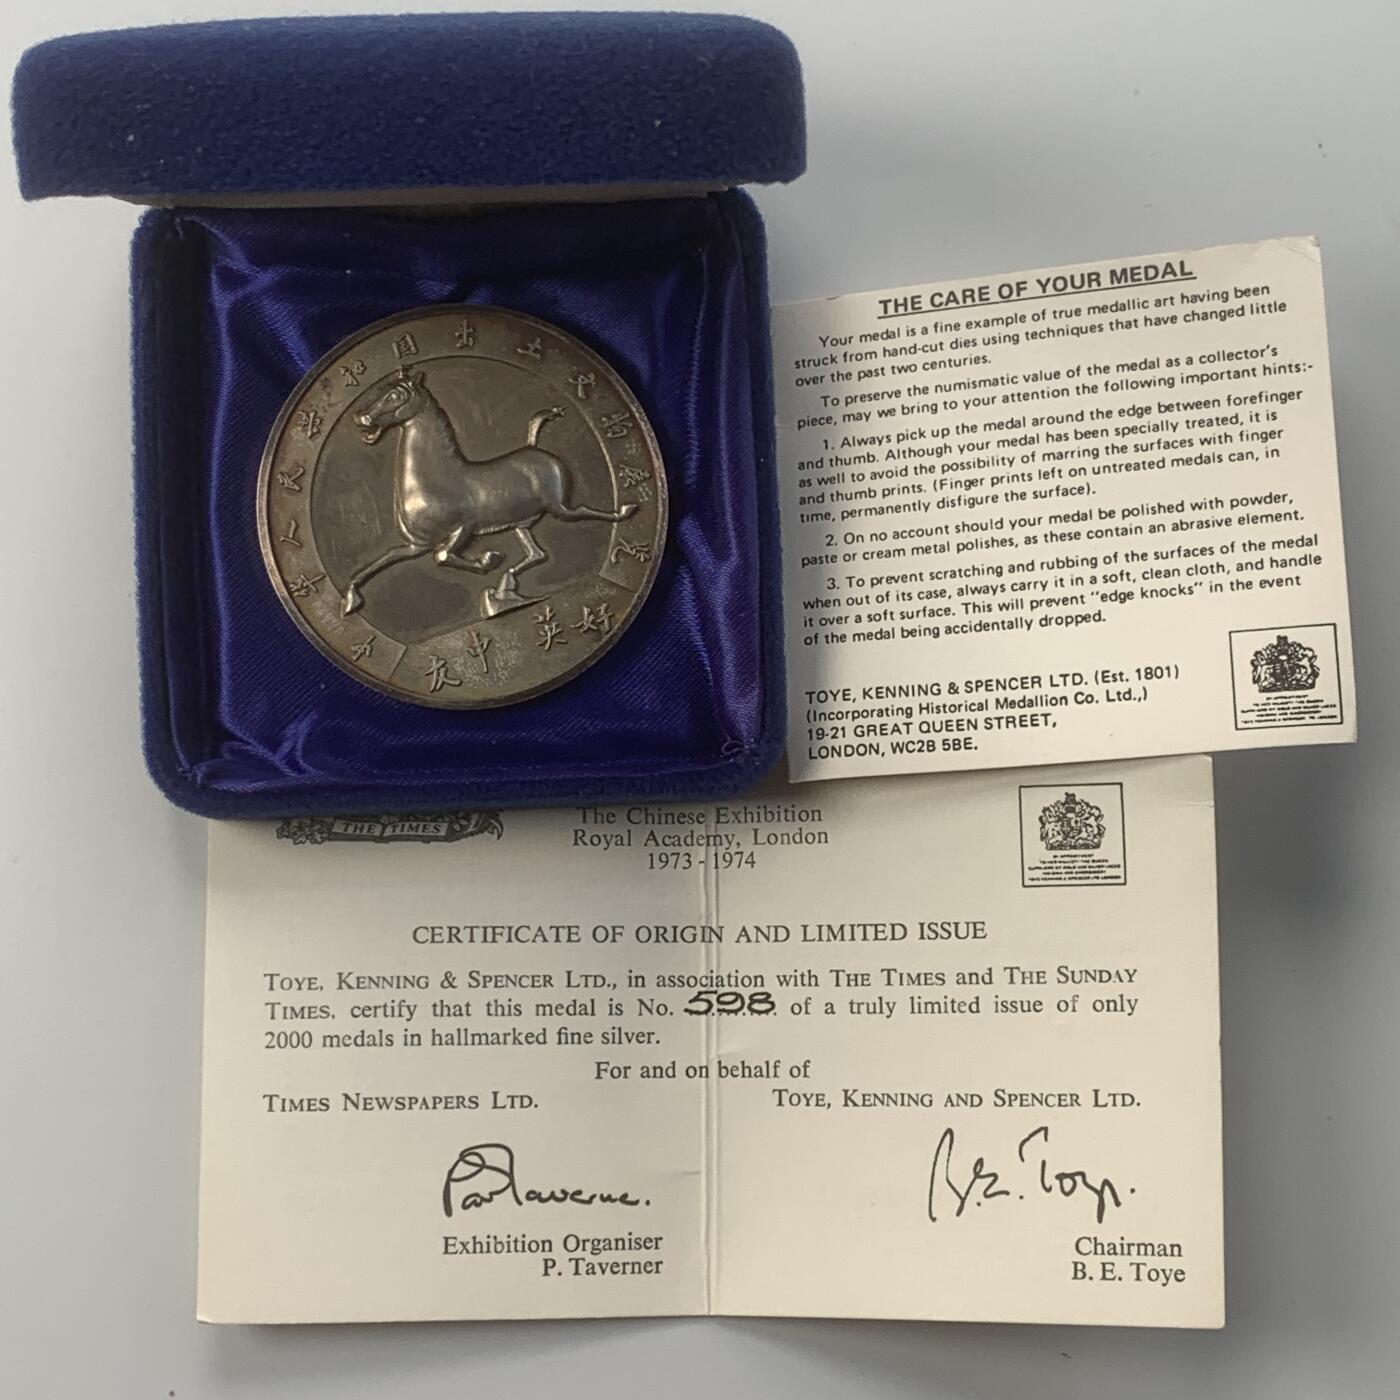 中华人民共和国出土文物展览
英中友好
THE CARE OF YOUR MEDAL
Your medal is a fine example of true medallic art having been
struck from hand-cut dies using techniques that have changed little
over the past two centuries.
To preserve the numismatic value of the medal as a collector's
piece, may we bring to your attention the following important hints:-
1. Always pick up the medal around the edge between forefinger
and thumb. Although your medal has been specially treated, it is
as well to avoid the possibility of marring the surfaces with finger
and thumb prints. (Finger prints left on untreated medals can, in
time, permanently disfigure the surface).
2. On no account should your medal be polished with powder,
paste or cream metal polishes, as these contain an abrasive element.
3. To prevent scratching and rubbing of the surfaces of the medal
when out of its case, always carry it in a soft, clean cloth, and handle
it over a soft surface. This will prevent "edge knocks" in the event
of the medal being accidentally dropped.
TOYE, KENNING & SPENCER LTD. (Est. 1801)
(Incorporating Historical Medallion Co. Ltd.,)
19-21 GREAT QUEEN STREET,
LONDON, WC2B 5BE.
THE TIMES
The Chinese Exhibition
Royal Academy, London
1973 - 1974
CERTIFICATE OF ORIGIN AND LIMITED ISSUE
TOYE, KENNING & SPENCER LTD., in association with THE TIMES and THE SUNDAY
TIMES, certify that this medal is No. 598 of a truly limited issue of only
2000 medals in hallmarked fine silver.
For and on behalf of
TIMES NEWSPAPERS LTD.
TOYE, KENNING AND SPENCER LTD.
B.E. Toye.
Exhibition Organiser
P. Taverner
Chairman
B. E. Toye